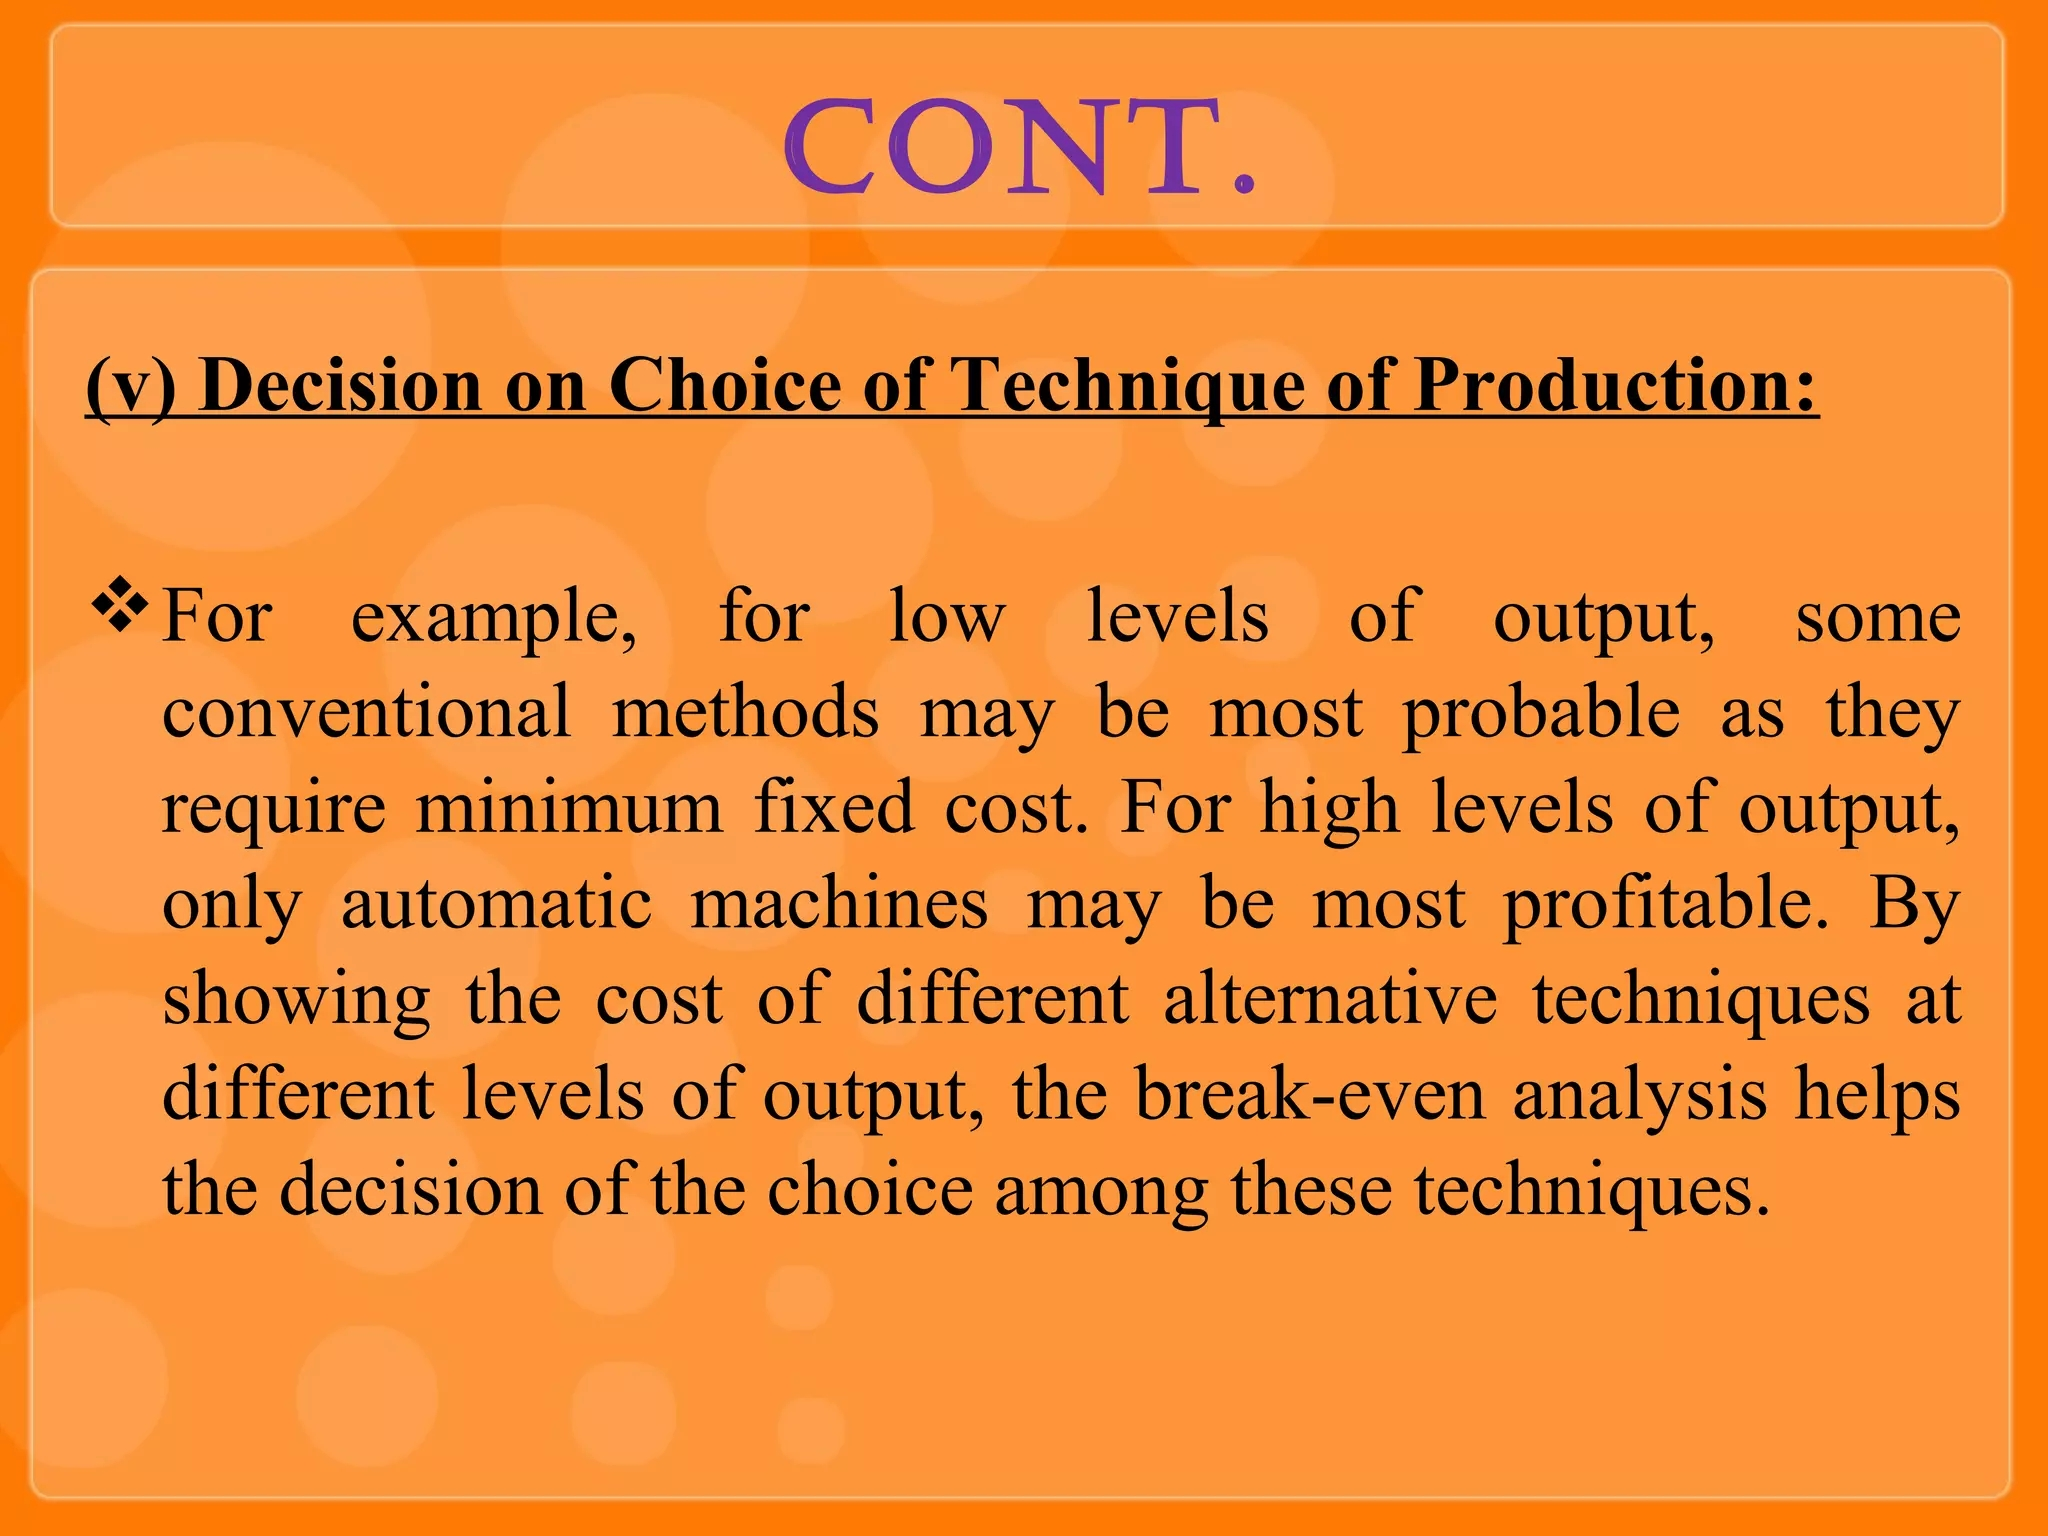 CONT.
(v) Decision on Choice of Technique of Production:
❖For example, for low levels of output, some
conventional methods may be most probable as they
require minimum fixed cost. For high levels of output,
only automatic machines may be most profitable. By
showing the cost of different alternative techniques at
different levels of output, the break-even analysis helps
the decision of the choice among these techniques.